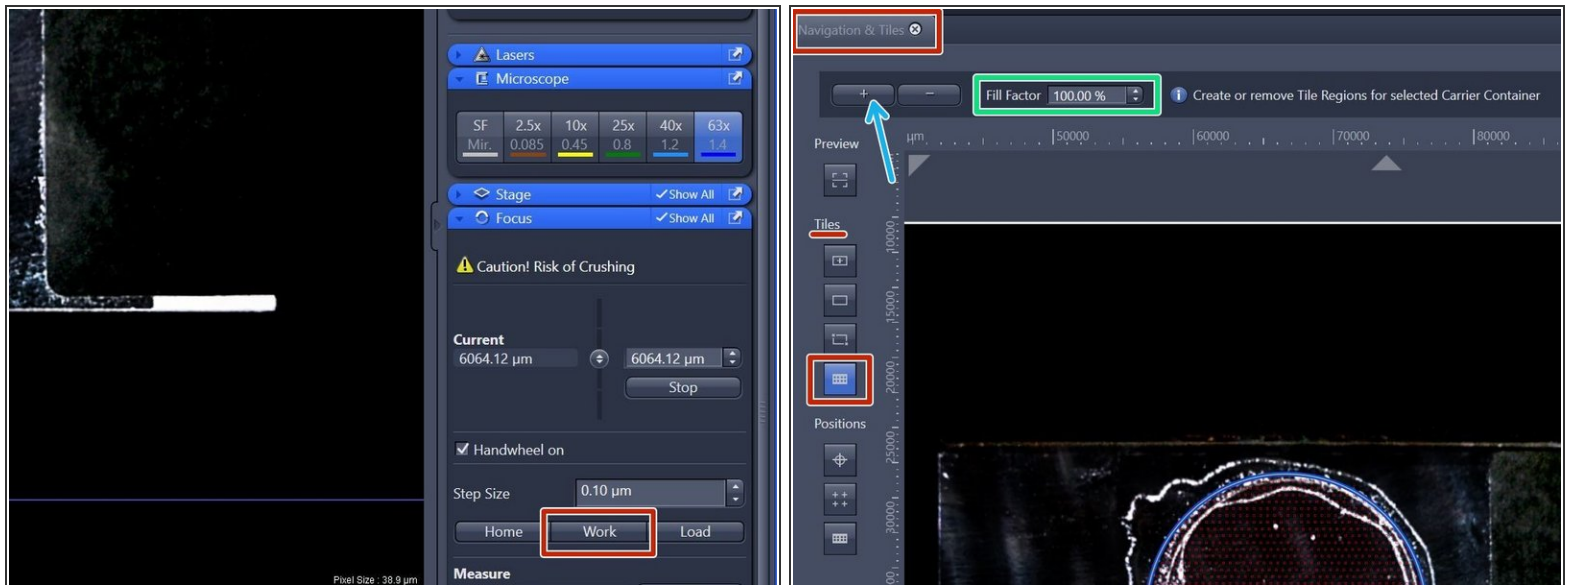 Lasers
Microscope
SF 2.5x 10x 25x 40x 63x
Mir. 0.085 0.45 0.8 1.2 1.4
Stage Show All
Focus Show All
Caution! Risk of Crushing
Current
6064.12 µm 6064.12 µm
Stop
Handwheel on
Step Size 0.10 µm
Home Work Load
Measure
Pixel Size : 38.9 µm
Navigation & Tiles
+ − Fill Factor 100.00 % Create or remove Tile Regions for selected Carrier Container
Preview
µm 50000 60000 70000 80000
Tiles
10000
15000
20000
Positions
25000
30000